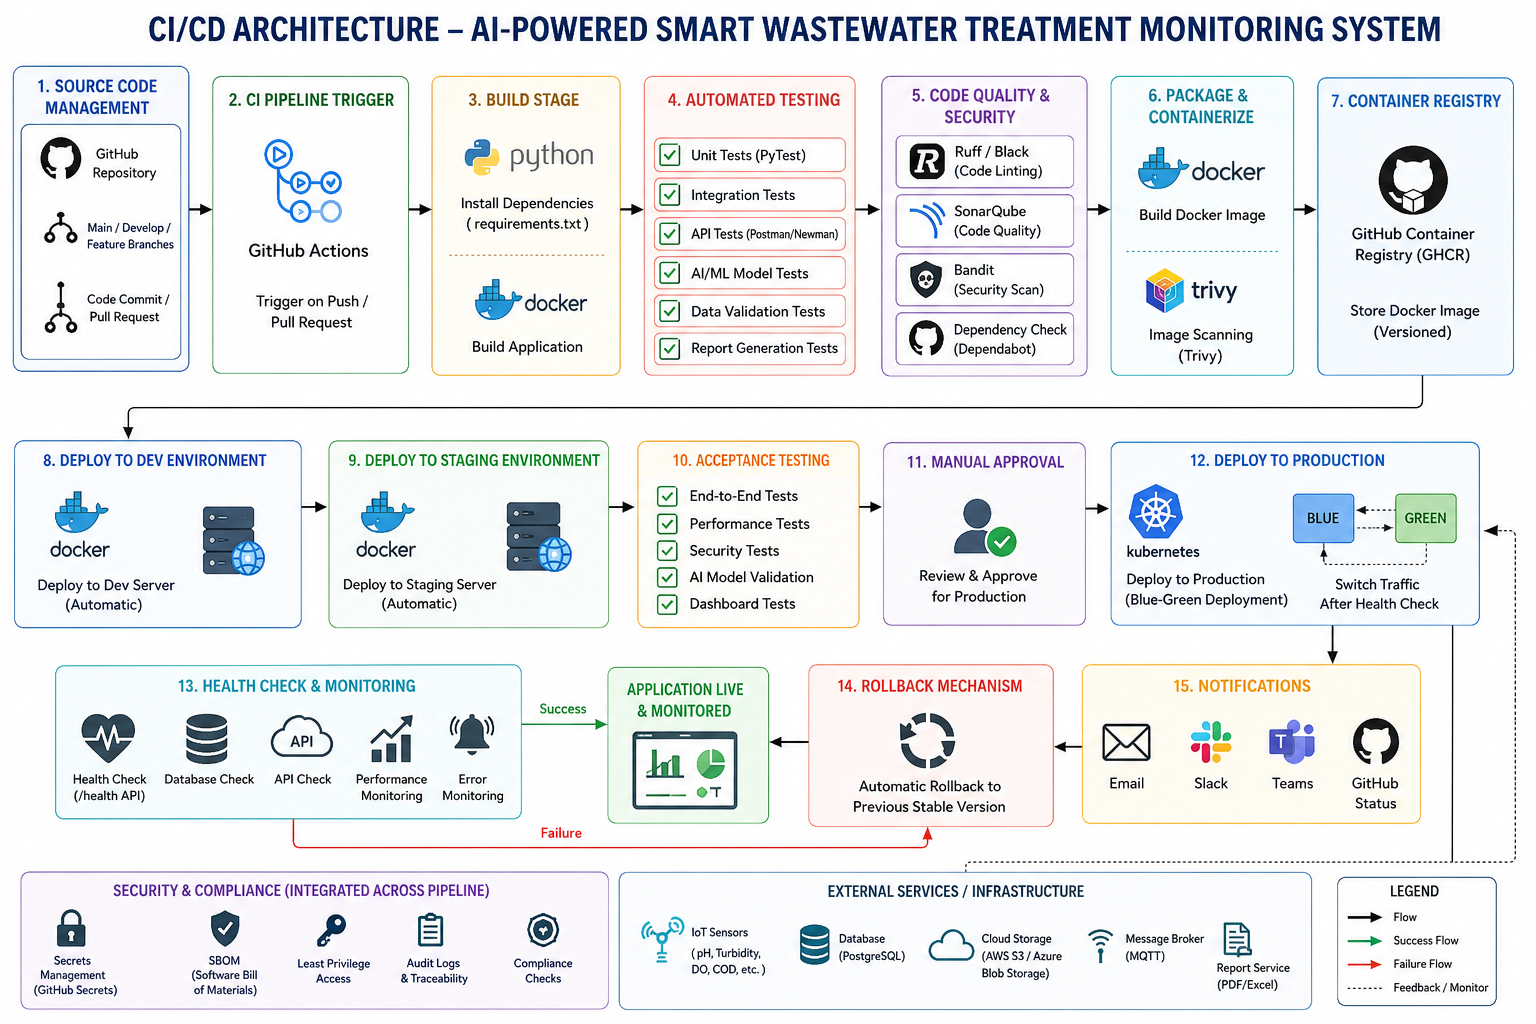 CI/CD ARCHITECTURE – AI-POWERED SMART WASTEWATER TREATMENT MONITORING SYSTEM
1. SOURCE CODE
MANAGEMENT
GitHub
Repository
Main / Develop /
Feature Branches
Code Commit /
Pull Request
2. CI PIPELINE TRIGGER
GitHub Actions
Trigger on Push /
Pull Request
3. BUILD STAGE
python
Install Dependencies
( requirements.txt )
docker
Build Application
4. AUTOMATED TESTING
Unit Tests (PyTest)
Integration Tests
API Tests (Postman/Newman)
AI/ML Model Tests
Data Validation Tests
Report Generation Tests
5. CODE QUALITY &
SECURITY
R
Ruff / Black
(Code Linting)
SonarQube
(Code Quality)
Bandit
(Security Scan)
Dependency Check
(Dependabot)
6. PACKAGE &
CONTAINERIZE
docker
Build Docker Image
trivy
Image Scanning
(Trivy)
7. CONTAINER REGISTRY
GitHub Container
Registry (GHCR)
Store Docker Image
(Versioned)
8. DEPLOY TO DEV ENVIRONMENT
docker
Deploy to Dev Server
(Automatic)
9. DEPLOY TO STAGING ENVIRONMENT
docker
Deploy to Staging Server
(Automatic)
10. ACCEPTANCE TESTING
End-to-End Tests
Performance Tests
Security Tests
AI Model Validation
Dashboard Tests
11. MANUAL APPROVAL
Review & Approve
for Production
12. DEPLOY TO PRODUCTION
kubernetes
Deploy to Production
(Blue-Green Deployment)
BLUE
GREEN
Switch Traffic
After Health Check
13. HEALTH CHECK & MONITORING
Health Check
(/health API)
Database Check
API
API Check
Performance
Monitoring
Error
Monitoring
Success
Failure
APPLICATION LIVE
& MONITORED
T
14. ROLLBACK MECHANISM
Automatic Rollback to
Previous Stable Version
15. NOTIFICATIONS
Email
Slack
T
Teams
GitHub
Status
SECURITY & COMPLIANCE (INTEGRATED ACROSS PIPELINE)
Secrets
Management
(GitHub Secrets)
SBOM
(Software Bill
of Materials)
Least Privilege
Access
Audit Logs
& Traceability
Compliance
Checks
EXTERNAL SERVICES / INFRASTRUCTURE
IoT Sensors
( pH, Turbidity,
DO, COD, etc. )
Database
(PostgreSQL)
Cloud Storage
(AWS S3 / Azure
Blob Storage)
Message Broker
(MQTT)
Report Service
(PDF/Excel)
LEGEND
Flow
Success Flow
Failure Flow
Feedback / Monitor